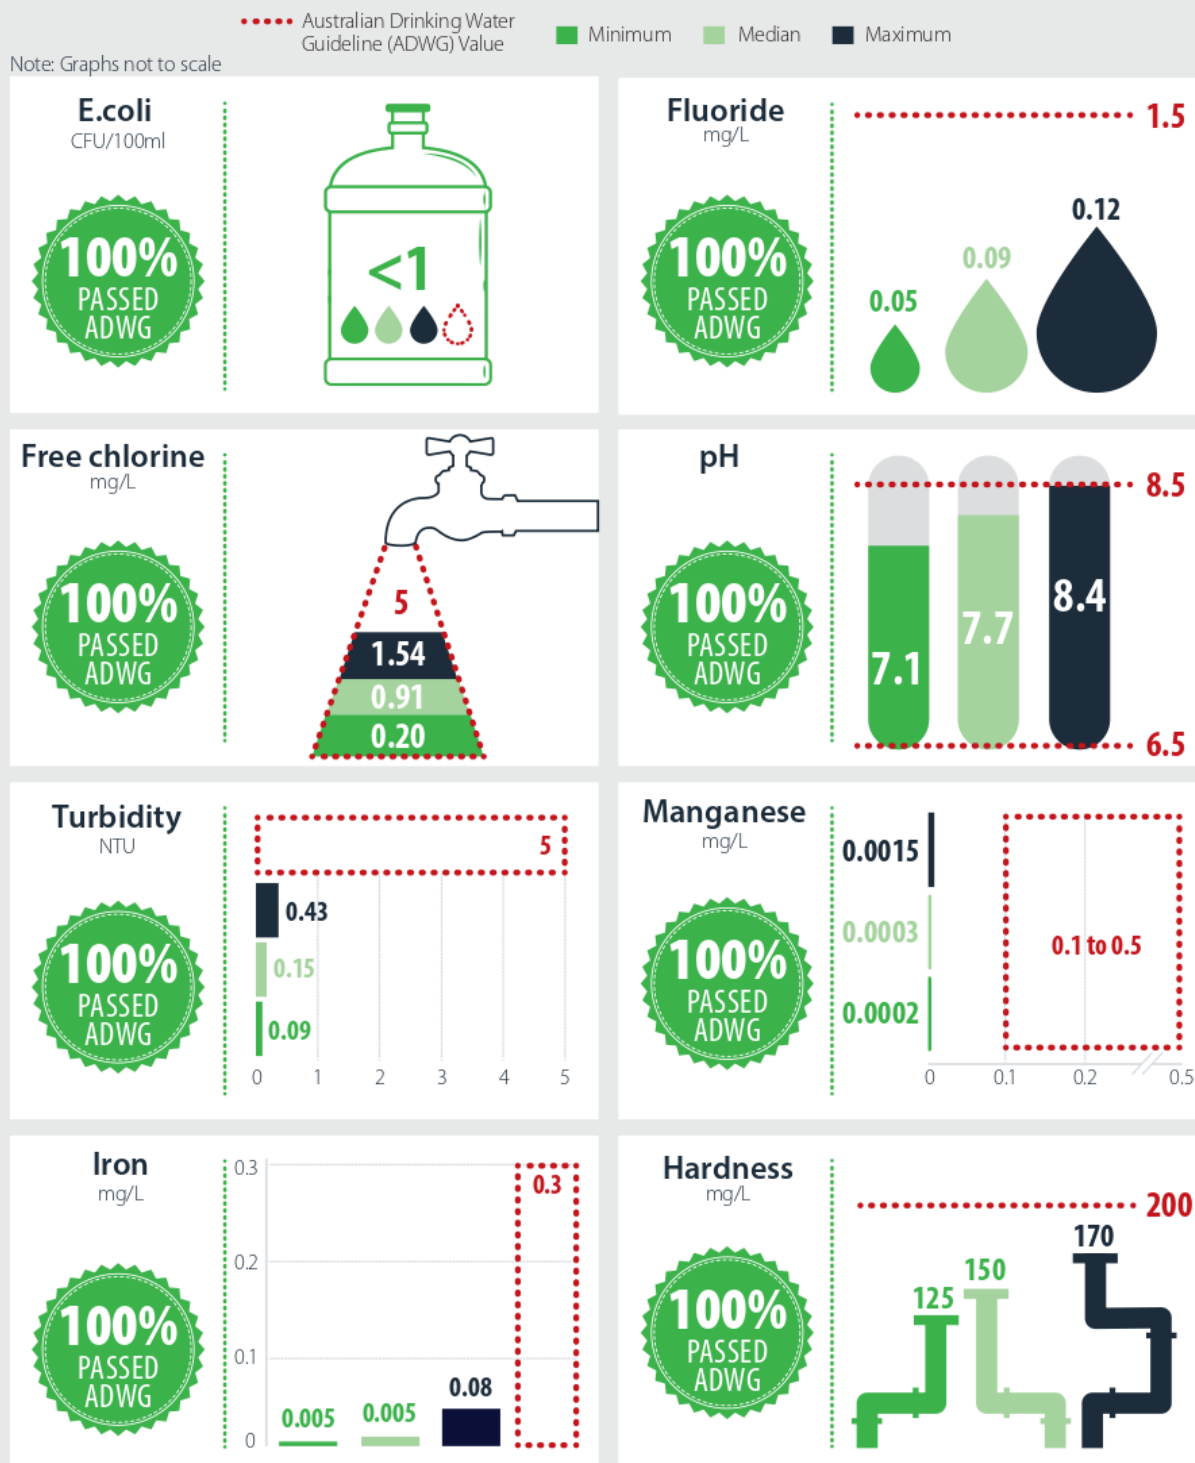 Australian Drinking Water
Guideline (ADWG) Value
Minimum
Median
Maximum
Note: Graphs not to scale
E.coli
CFU/100ml
100%
PASSED
ADWG
<1
Fluoride
mg/L
100%
PASSED
ADWG
1.5
0.12
0.09
0.05
Free chlorine
mg/L
100%
PASSED
ADWG
5
1.54
0.91
0.20
pH
100%
PASSED
ADWG
8.5
8.4
7.7
7.1
6.5
Turbidity
NTU
100%
PASSED
ADWG
5
0.43
0.15
0.09
0 1 2 3 4 5
Manganese
mg/L
100%
PASSED
ADWG
0.0015
0.0003
0.1 to 0.5
0.0002
0 0.1 0.2 0.5
Iron
mg/L
100%
PASSED
ADWG
0.3
0.3
0.2
0.1
0.08
0.005
0.005
0
Hardness
mg/L
100%
PASSED
ADWG
200
170
150
125